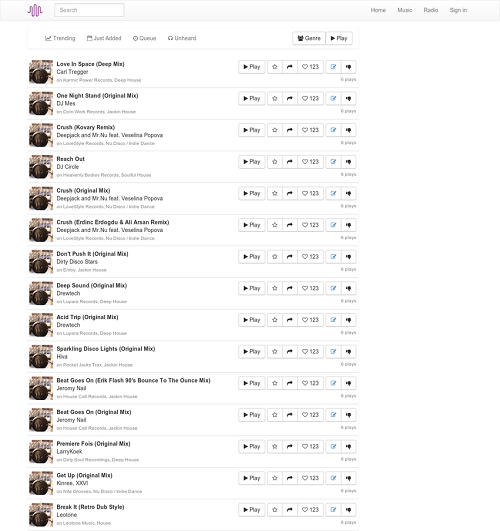 Search
Home Music Radio Sign in
Trending Just Added Queue Unheard Genre Play
Love In Space (Deep Mix)
Carl Tregger
on Karmic Power Records, Deep House
Play 123
6 plays
One Night Stand (Original Mix)
DJ Mes
on Guin Work Records, Jackin House
Play 123
6 plays
Crush (Kovary Remix)
Deepjack and Mr.Nu feat. Veselina Popova
on LoveStyle Records, Nu Disco / Indie Dance
Play 123
6 plays
Reach Out
DJ Circle
on Heavenly Bodies Records, Soulful House
Play 123
6 plays
Crush (Original Mix)
Deepjack and Mr.Nu feat. Veselina Popova
on LoveStyle Records, Nu Disco / Indie Dance
Play 123
6 plays
Crush (Erdinc Erdogdu & Ali Arsan Remix)
Deepjack and Mr.Nu feat. Veselina Popova
on LoveStyle Records, Nu Disco / Indie Dance
Play 123
6 plays
Don't Push It (Original Mix)
Dirty Disco Stars
on Emby, Jackin House
Play 123
6 plays
Deep Sound (Original Mix)
Drewtech
on Lupara Records, Deep House
Play 123
6 plays
Acid Trip (Original Mix)
Drewtech
on Lupara Records, Deep House
Play 123
6 plays
Sparkling Disco Lights (Original Mix)
Hiva
on Pocket Jacks Trax, Jackin House
Play 123
6 plays
Beat Goes On (Erik Flash 90's Bounce To The Ounce Mix)
Jeromy Nail
on House Call Records, Jackin House
Play 123
6 plays
Beat Goes On (Original Mix)
Jeromy Nail
on House Call Records, Jackin House
Play 123
6 plays
Premiere Fois (Original Mix)
LarryKoek
on Dirty Soul Recordings, Deep House
Play 123
6 plays
Get Up (Original Mix)
Kinree, XXVI
on Nite Grooves, Nu Disco / Indie Dance
Play 123
6 plays
Break It (Retro Dub Style)
Leotone
on Leotone Music, House
Play 123
6 plays